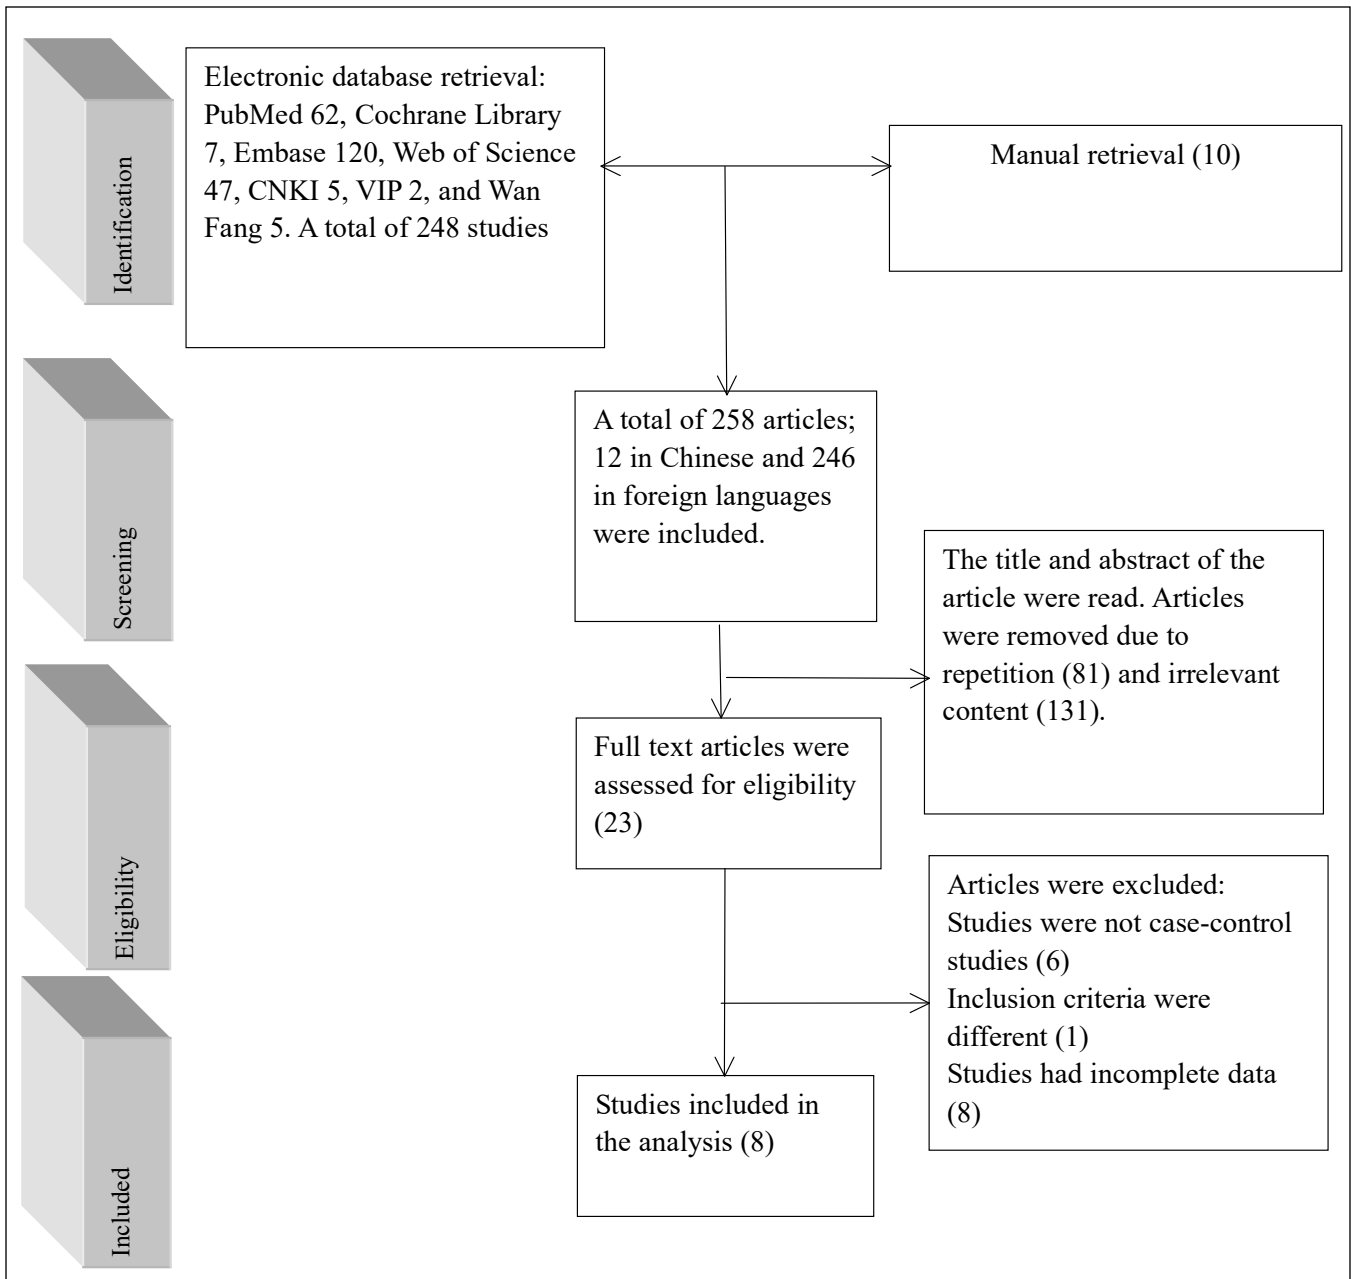 Identification
Electronic database retrieval:
PubMed 62, Cochrane Library
7, Embase 120, Web of Science
47, CNKI 5, VIP 2, and Wan
Fang 5. A total of 248 studies
Manual retrieval (10)
Screening
A total of 258 articles;
12 in Chinese and 246
in foreign languages
were included.
The title and abstract of the
article were read. Articles
were removed due to
repetition (81) and irrelevant
content (131).
Eligibility
Full text articles were
assessed for eligibility
(23)
Articles were excluded:
Studies were not case-control
studies (6)
Inclusion criteria were
different (1)
Studies had incomplete data
(8)
Included
Studies included in
the analysis (8)